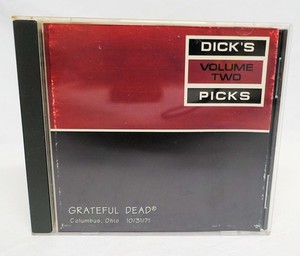 DICK'S
VOLUME
TWO
PICKS
GRATEFUL DEAD®
Columbus, Ohio 10/31/71